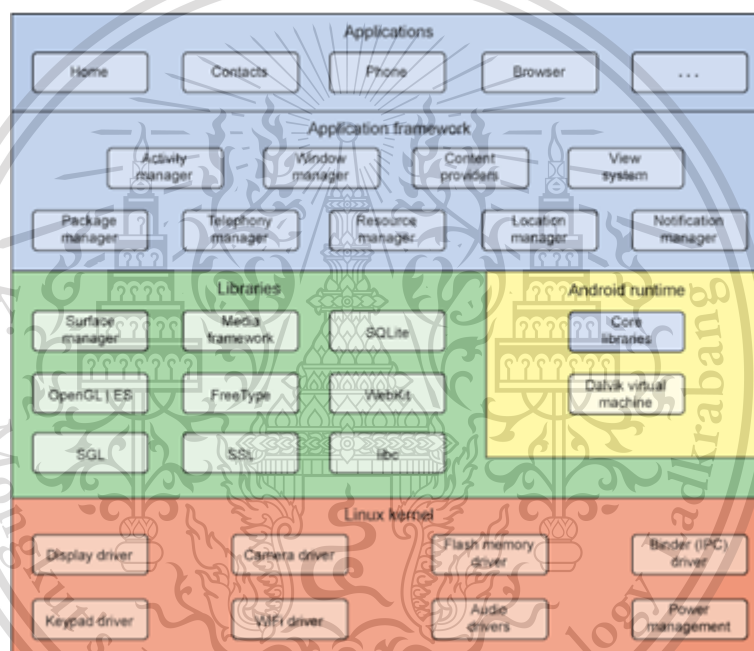 Applications
Home
Contacts
Phone
Browser
...
Application framework
Activity
manager
Window
manager
Content
providers
View
system
Package
manager
Telephony
manager
Resource
manager
Location
manager
Notification
manager
Libraries
Surface
manager
Media
framework
SQLite
OpenGL | ES
FreeType
WebKit
SGL
SSL
libc
Android runtime
Core
libraries
Dalvik virtual
machine
Linux kernel
Display driver
Camera driver
Flash memory
driver
Binder (IPC)
driver
Keypad driver
WiFi driver
Audio
drivers
Power
management